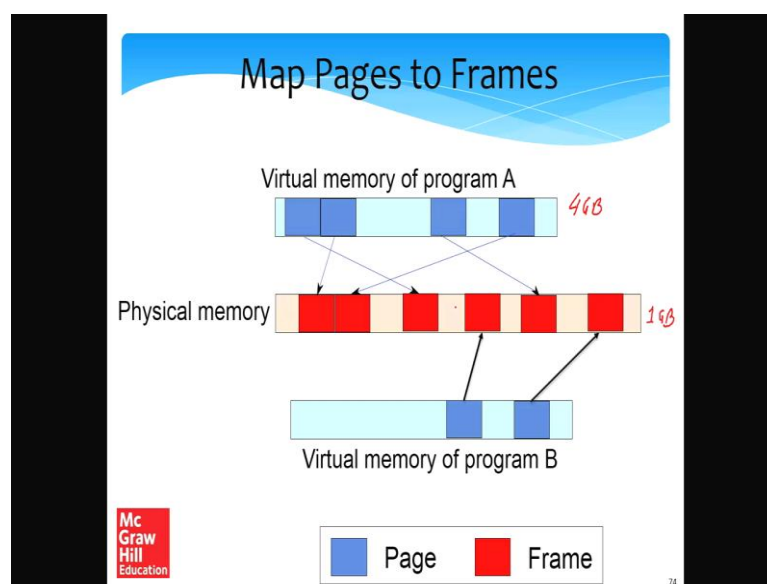 Map Pages to Frames
Virtual memory of program A
4GB
Physical memory
1GB
Virtual memory of program B
Mc
Graw
Hill
Education
Page
Frame
74